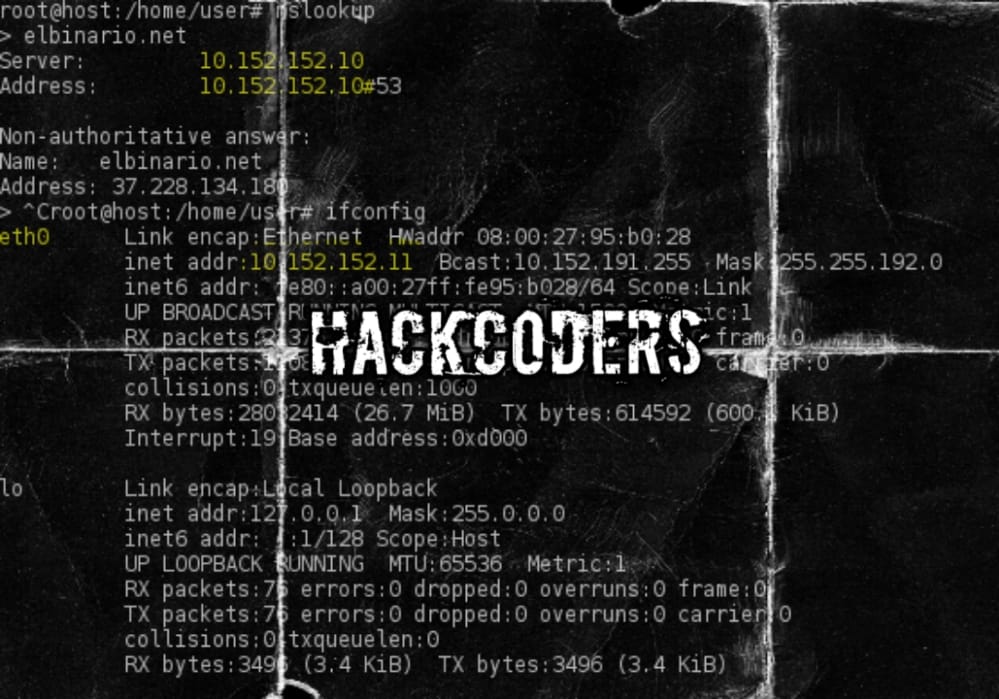 root@host:/home/user# nslookup
> elbinario.net
Server: 10.152.152.10
Address: 10.152.152.10#53
Non-authoritative answer:
Name: elbinario.net
Address: 37.228.134.180
> ^Croot@host:/home/user# ifconfig
eth0 Link encap:Ethernet HWaddr 08:00:27:95:b0:28
inet addr:10.152.152.11 Bcast:10.152.191.255 Mask:255.255.192.0
inet6 addr: fe80::a00:27ff:fe95:b028/64 Scope:Link
UP BROADCAST RUNNING MULTICAST
HACKCODERS
RX packets: frame:0
TX packets: carrier:0
collisions:0 txqueuelen:1000
RX bytes:28032414 (26.7 MiB) TX bytes:614592 (600. KiB)
Interrupt:19 Base address:0xd000
lo Link encap:Local Loopback
inet addr:127.0.0.1 Mask:255.0.0.0
inet6 addr: ::1/128 Scope:Host
UP LOOPBACK RUNNING MTU:65536 Metric:1
RX packets:76 errors:0 dropped:0 overruns:0 frame:0
TX packets:76 errors:0 dropped:0 overruns:0 carrier:0
collisions:0 txqueuelen:0
RX bytes:3496 (3.4 KiB) TX bytes:3496 (3.4 KiB)